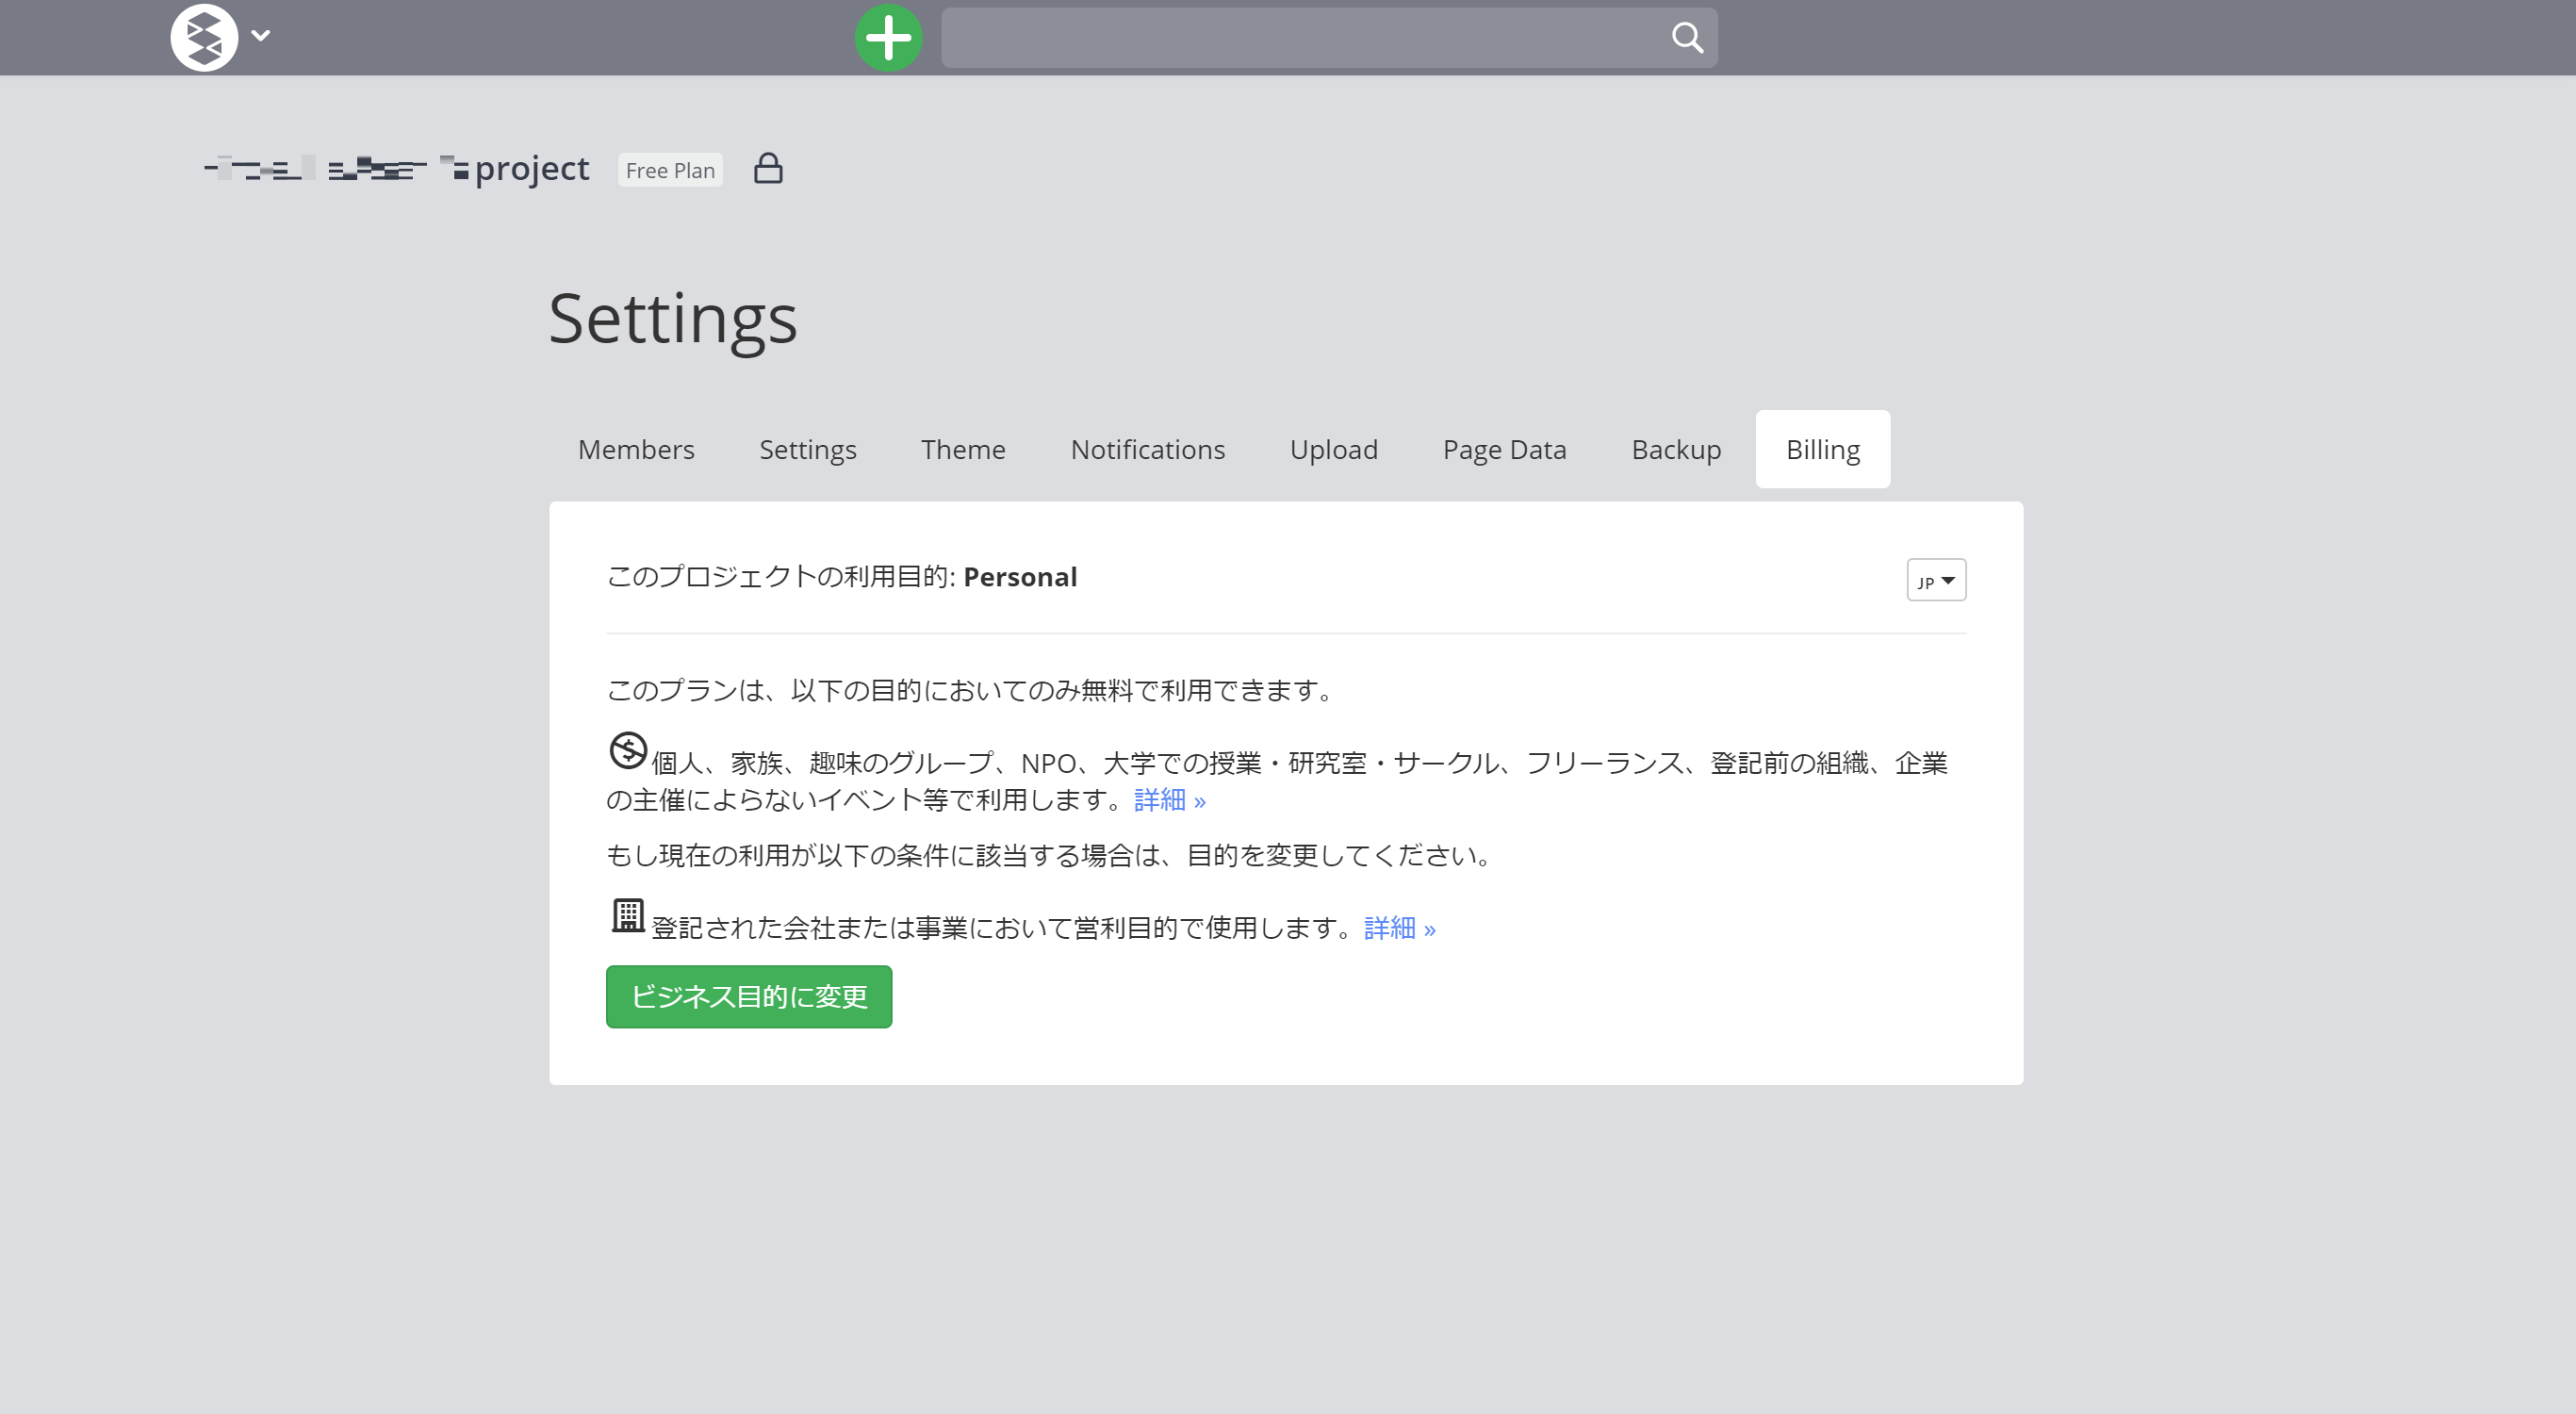 project Free Plan
Settings
Members Settings Theme Notifications Upload Page Data Backup Billing
このプロジェクトの利用目的: Personal JP
このプランは、以下の目的においてのみ無料で利用できます。
個人、家族、趣味のグループ、NPO、大学での授業・研究室・サークル、フリーランス、登記前の組織、企業
の主催によらないイベント等で利用します。詳細 »
もし現在の利用が以下の条件に該当する場合は、目的を変更してください。
登記された会社または事業において営利目的で使用します。詳細 »
ビジネス目的に変更